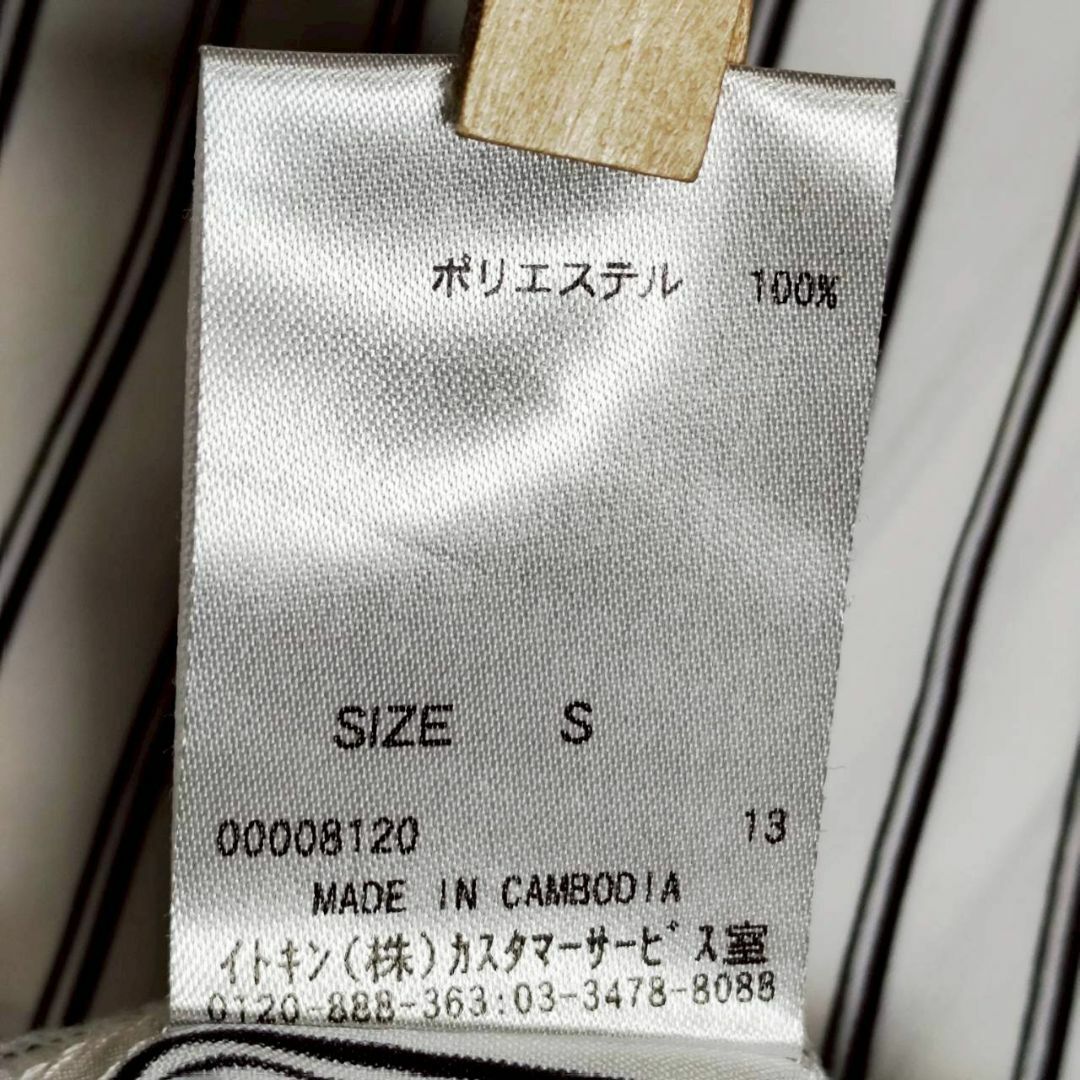 ポリエステル 100%
SIZE S
00008120 13
MADE IN CAMBODIA
イトキン(株)カスタマーサービス室
0120-888-363:03-3478-8088